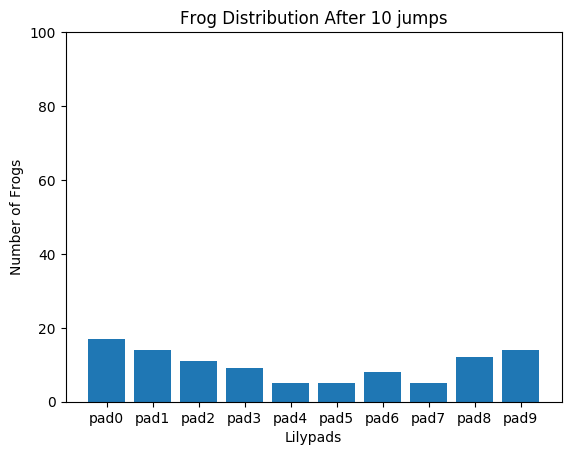 Frog Distribution After 10 jumps
100
80
60
40
20
0
Number of Frogs
pad0 pad1 pad2 pad3 pad4 pad5 pad6 pad7 pad8 pad9
Lilypads